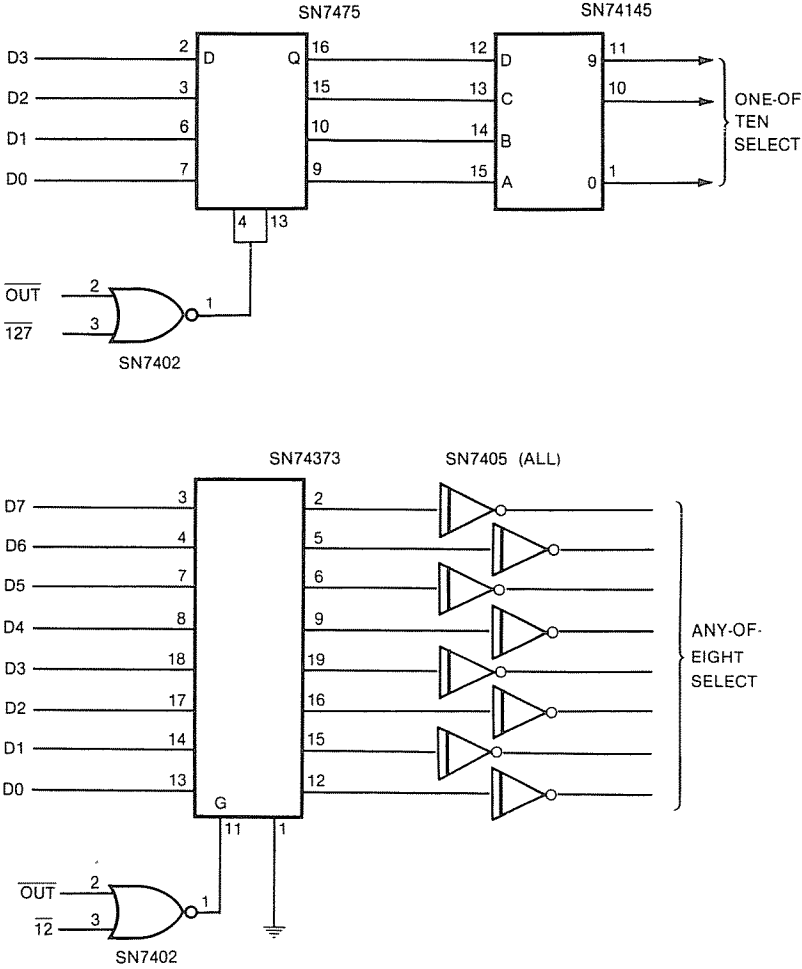 SN7475 SN74145
D3 2 D Q 16 12 D 9 11
D2 3 15 13 C 10 ONE-OF
TEN
D1 6 10 14 B SELECT
D0 7 9 15 A 0 1
4 13
OUT 2 1
127 3
SN7402
SN74373 SN7405 (ALL)
D7 3 2
D6 4 5
D5 7 6
D4 8 9 ANY-OF-
EIGHT
D3 18 19 SELECT
D2 17 16
D1 14 15
D0 13 12
G
11 1
OUT 2 1
12 3
SN7402